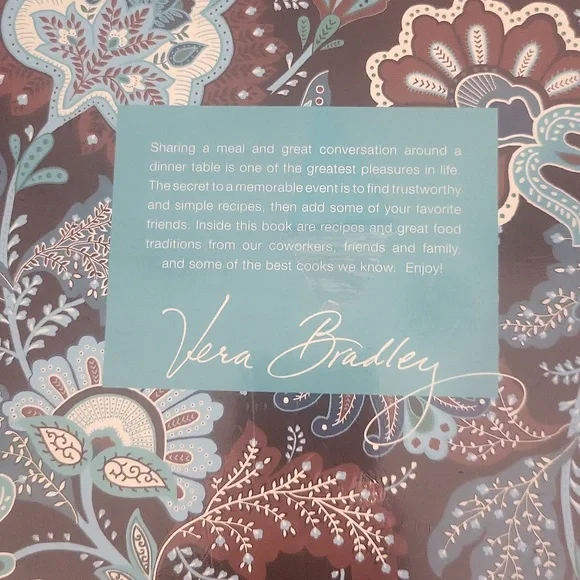 Sharing a meal and great conversation around a
dinner table is one of the greatest pleasures in life.
The secret to a memorable event is to find trustworthy
and simple recipes, then add some of your favorite
friends. Inside this book are recipes and great food
traditions from our coworkers, friends and family,
and some of the best cooks we know. Enjoy!
Vera Bradley